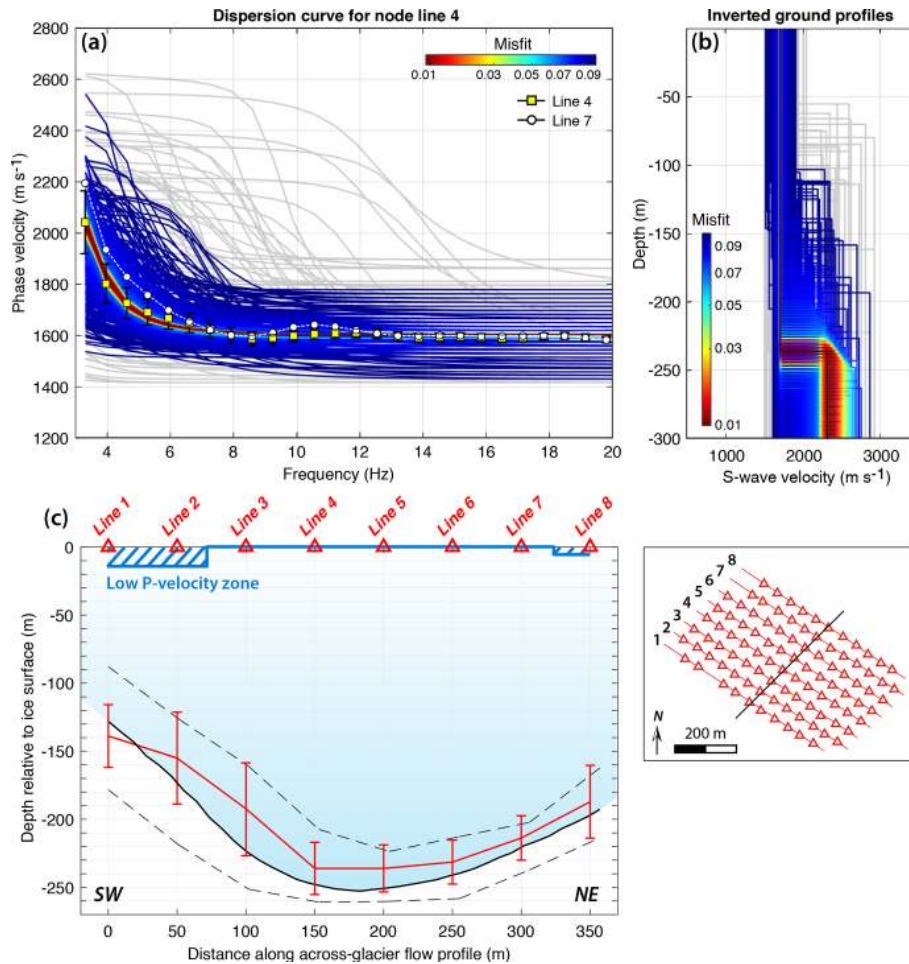 Dispersion curve for node line 4
(a)
Misfit
0.01 0.03 0.05 0.07 0.09
Line 4
Line 7
2800
2600
2400
2200
2000
1800
1600
1400
1200
Phase velocity (m s-1)
4 6 8 10 12 14 16 18 20
Frequency (Hz)
Inverted ground profiles
(b)
-50
-100
-150
-200
-250
-300
Depth (m)
Misfit
0.09
0.07
0.05
0.03
0.01
1000 2000 3000
S-wave velocity (m s-1)
(c)
Line 1 Line 2 Line 3 Line 4 Line 5 Line 6 Line 7 Line 8
Low P-velocity zone
0
-50
-100
-150
-200
-250
Depth relative to ice surface (m)
SW NE
0 50 100 150 200 250 300 350
Distance along across-glacier flow profile (m)
8
7
6
5
4
3
2
1
N
200 m